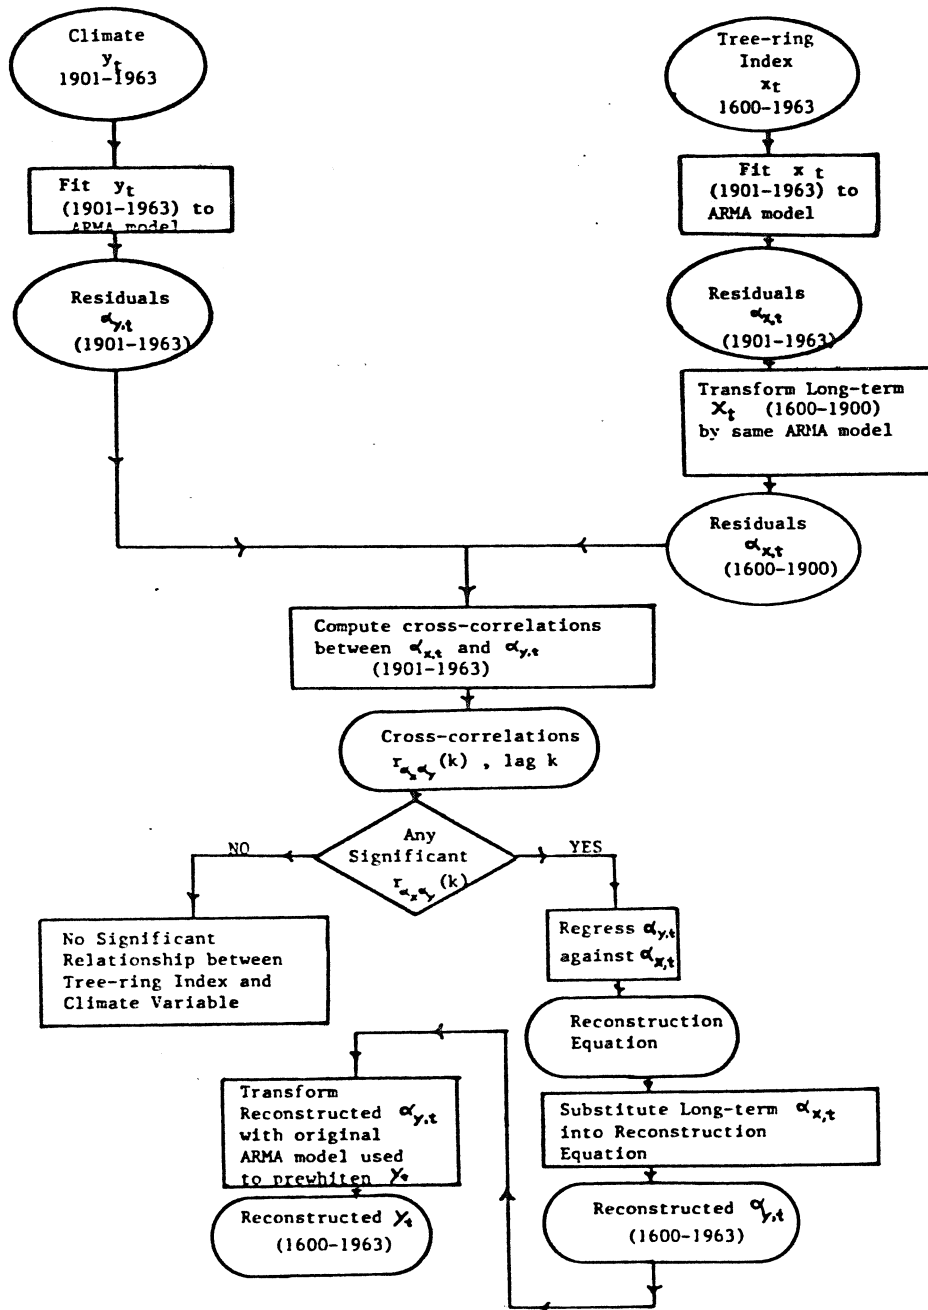 Climate
y_t
1901-1963
Tree-ring
Index
x_t
1600-1963
Fit y_t
(1901-1963) to
ARMA model
Fit x t
(1901-1963) to
ARMA model
Residuals
α_y,t
(1901-1963)
Residuals
α_x,t
(1901-1963)
Transform Long-term
X_t (1600-1900)
by same ARMA model
Residuals
α_x,t
(1600-1900)
Compute cross-correlations
between α_x,t and α_y,t
(1901-1963)
Cross-correlations
r_α_xα_y(k) , lag k
Any
Significant
r_α_xα_y(k)
NO
YES
No Significant
Relationship between
Tree-ring Index and
Climate Variable
Regress α_y,t
against α_x,t
Reconstruction
Equation
Substitute Long-term α_x,t
into Reconstruction
Equation
Reconstructed α_y,t
(1600-1963)
Transform
Reconstructed α_y,t
with original
ARMA model used
to prewhiten Y_t
Reconstructed Y_t
(1600-1963)